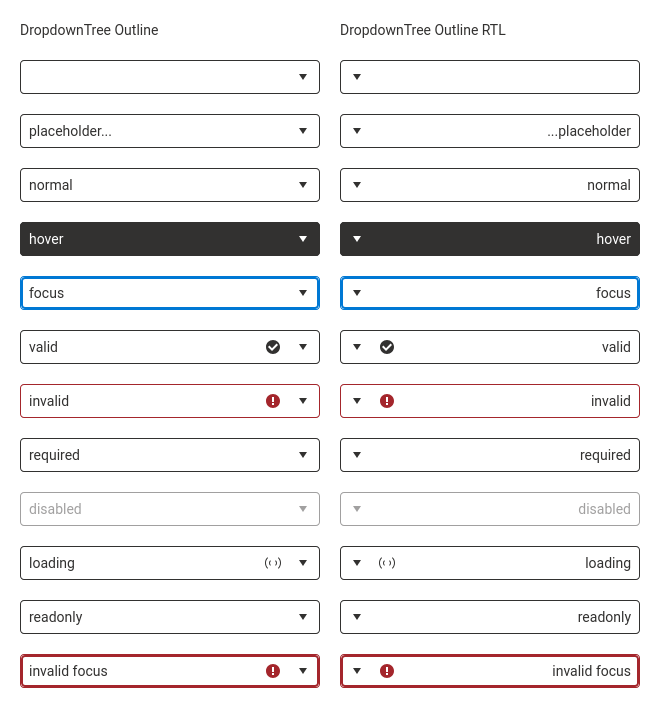 DropdownTree Outline
DropdownTree Outline RTL
placeholder...
...placeholder
normal
normal
hover
hover
focus
focus
valid
valid
invalid
invalid
required
required
disabled
disabled
loading
loading
readonly
readonly
invalid focus
invalid focus